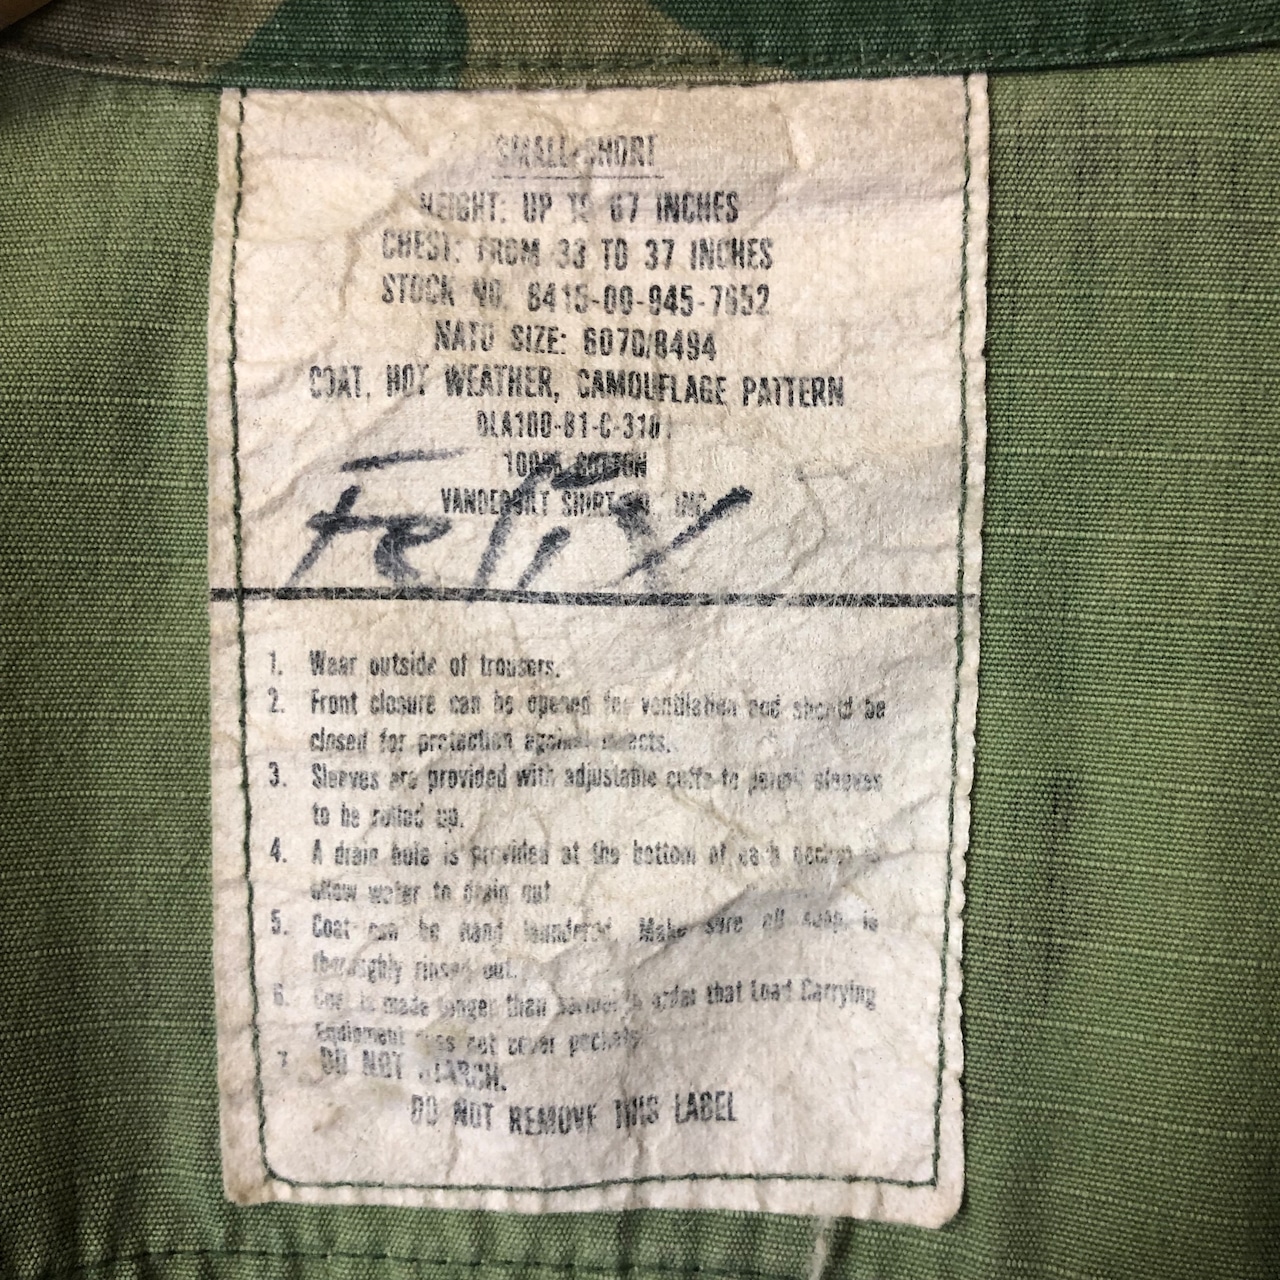 SMALL-SHORT
HEIGHT: UP TO 67 INCHES
CHEST: FROM 33 TO 37 INCHES
STOCK NO. 8415-00-945-7652
NATO SIZE: 6070/8494
COAT, HOT WEATHER, CAMOUFLAGE PATTERN
DLA100-81-C-310
100% COTTON
VANDERBILT SHIRT CO., INC.
Felix
1. Wear outside of trousers.
2. Front closure can be opened for ventilation and should be
closed for protection against insects.
3. Sleeves are provided with adjustable cuffs to permit sleeves
to be rolled up.
4. A drain hole is provided at the bottom of each pocket to
allow water to drain out
5. Coat can be hand laundered. Make sure all soap is
thoroughly rinsed out.
6. Coat is made longer than normal in order that Load Carrying
Equipment does not cover pockets.
7. DO NOT STARCH.
DO NOT REMOVE THIS LABEL